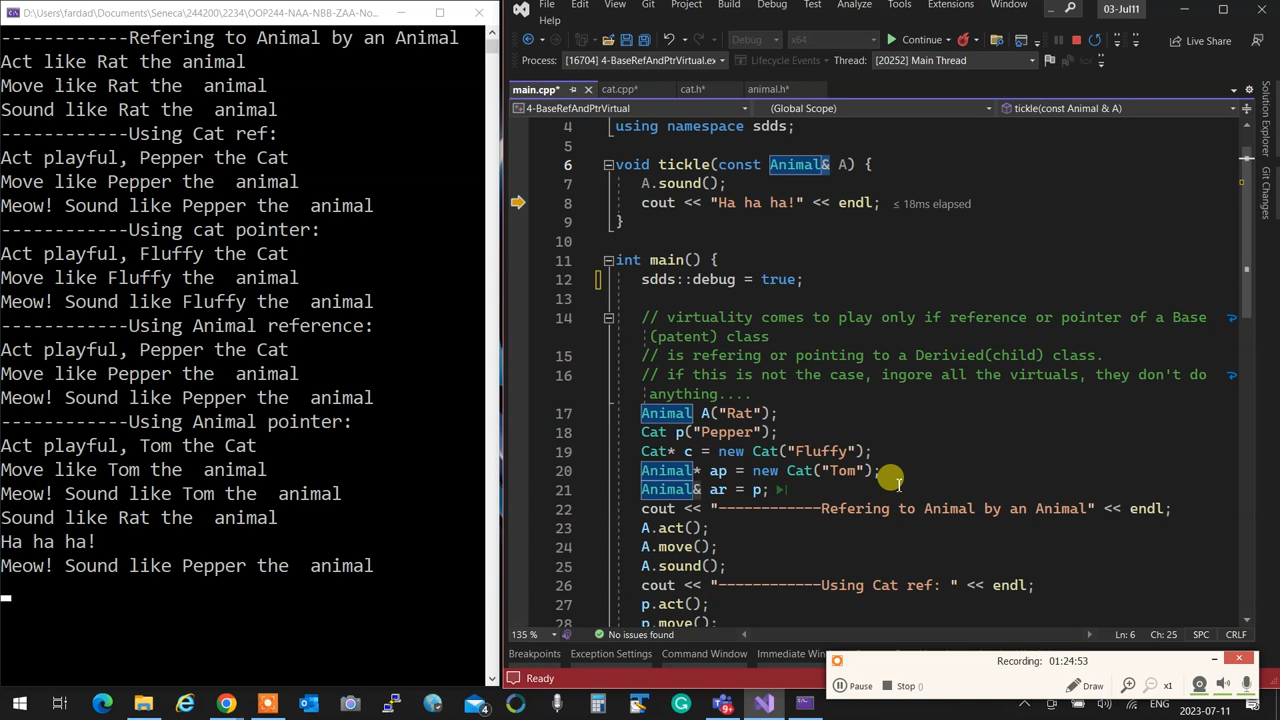 D:\Users\fardad\Documents\Seneca\244200\2234\OOP244-NAA-NBB-ZAA-No...
------------Refering to Animal by an Animal
Act like Rat the animal
Move like Rat the  animal
Sound like Rat the  animal
------------Using Cat ref:
Act playful, Pepper the Cat
Move like Pepper the  animal
Meow! Sound like Pepper the  animal
------------Using cat pointer:
Act playful, Fluffy the Cat
Move like Fluffy the  animal
Meow! Sound like Fluffy the  animal
------------Using Animal reference:
Act playful, Pepper the Cat
Move like Pepper the  animal
Meow! Sound like Pepper the  animal
------------Using Animal pointer:
Act playful, Tom the Cat
Move like Tom the  animal
Meow! Sound like Tom the  animal
Sound like Rat the  animal
Ha ha ha!
Meow! Sound like Pepper the  animal
File Edit View Git Project Build Debug Test Analyze Tools Extensions Window
Help
03-Jul11
Debug x64 Continue Live Share
Process: [16704] 4-BaseRefAndPtrVirtual.ex Lifecycle Events Thread: [20252] Main Thread
main.cpp* cat.cpp* cat.h* animal.h*
4-BaseRefAndPtrVirtual (Global Scope) tickle(const Animal & A)
4 using namespace sdds;
5
6 void tickle(const Animal& A) {
7 A.sound();
8 cout << "Ha ha ha!" << endl; ≤ 18ms elapsed
9 }
10
11 int main() {
12 sdds::debug = true;
13
14 // virtuality comes to play only if reference or pointer of a Base
(patent) class
15 // is refering or pointing to a Derivied(child) class.
16 // if this is not the case, ingore all the virtuals, they don't do
anything....
17 Animal A("Rat");
18 Cat p("Pepper");
19 Cat* c = new Cat("Fluffy");
20 Animal* ap = new Cat("Tom");
21 Animal& ar = p;
22 cout << "------------Refering to Animal by an Animal" << endl;
23 A.act();
24 A.move();
25 A.sound();
26 cout << "------------Using Cat ref: " << endl;
27 p.act();
28 p.move();
135 % No issues found Ln: 6 Ch: 25 SPC CRLF
Breakpoints Exception Settings Command Window Immediate Win
Ready
Solution Explorer
Git Changes
Recording: 01:24:53
Pause Stop Draw x1
ENG 2023-07-11